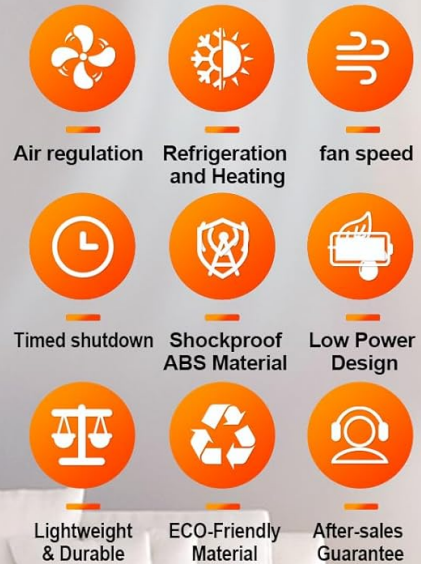 Air regulation
Refrigeration
and Heating
fan speed
Timed shutdown
Shockproof
ABS Material
Low Power
Design
Lightweight
& Durable
ECO-Friendly
Material
After-sales
Guarantee